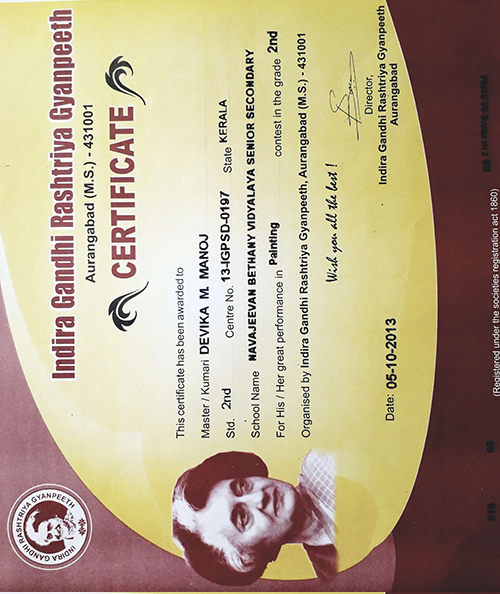 Indira Gandhi Rashtriya Gyanpeeth
Aurangabad (M.S.) - 431001
CERTIFICATE
INDIRA GANDHI RASHTRIYA GYANPEETH
This certificate has been awarded to
Master / Kumari DEVIKA M. MANOJ
Std. 2nd Centre No. 13-IGPSD-0197 State KERALA
School Name NAVAJEEVAN BETHANY VIDYALAYA SENIOR SECONDARY
For His / Her great performance in Painting contest in the grade 2nd
Organised by Indira Gandhi Rashtriya Gyanpeeth, Aurangabad (M.S.) - 431001
Wish you all the best !
Director,
Indira Gandhi Rashtriya Gyanpeeth
Aurangabad
Date: 05-10-2013
(Registered under the societies registration act 1860)